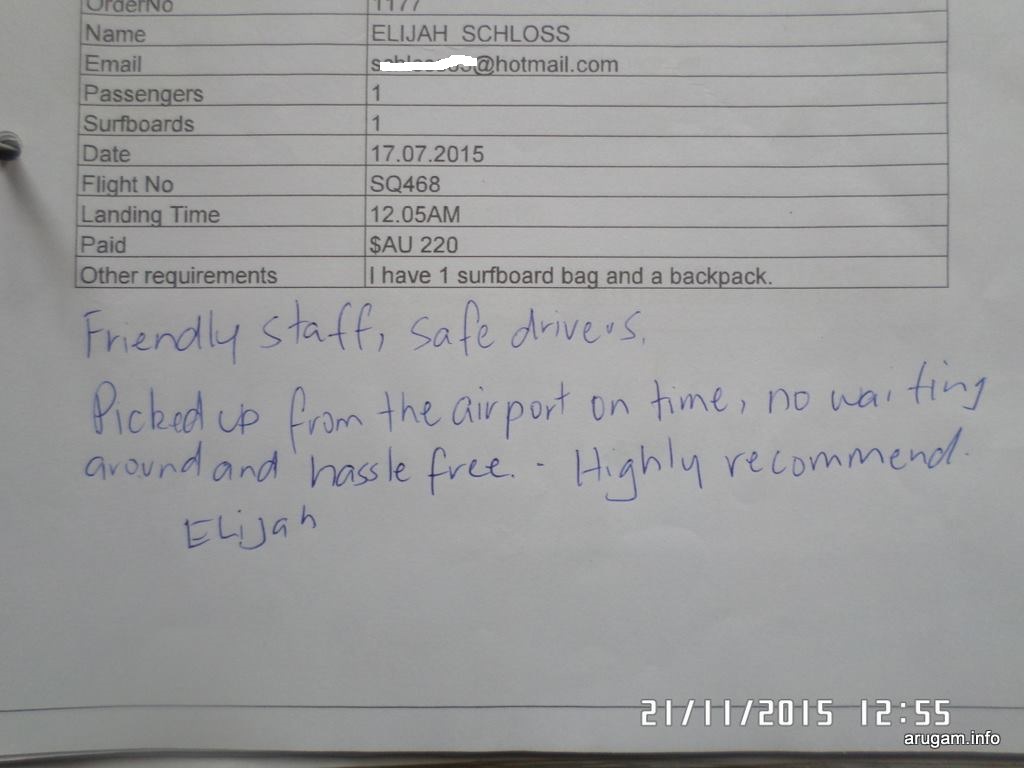 OrderNo 1177
Name ELIJAH SCHLOSS
Email @hotmail.com
Passengers 1
Surfboards 1
Date 17.07.2015
Flight No SQ468
Landing Time 12.05AM
Paid $AU 220
Other requirements I have 1 surfboard bag and a backpack.
Friendly staff, safe drivers.
Picked up from the airport on time, no waiting
around and hassle free. - Highly recommend.
Elijah
21/11/2015 12:55
arugam.info